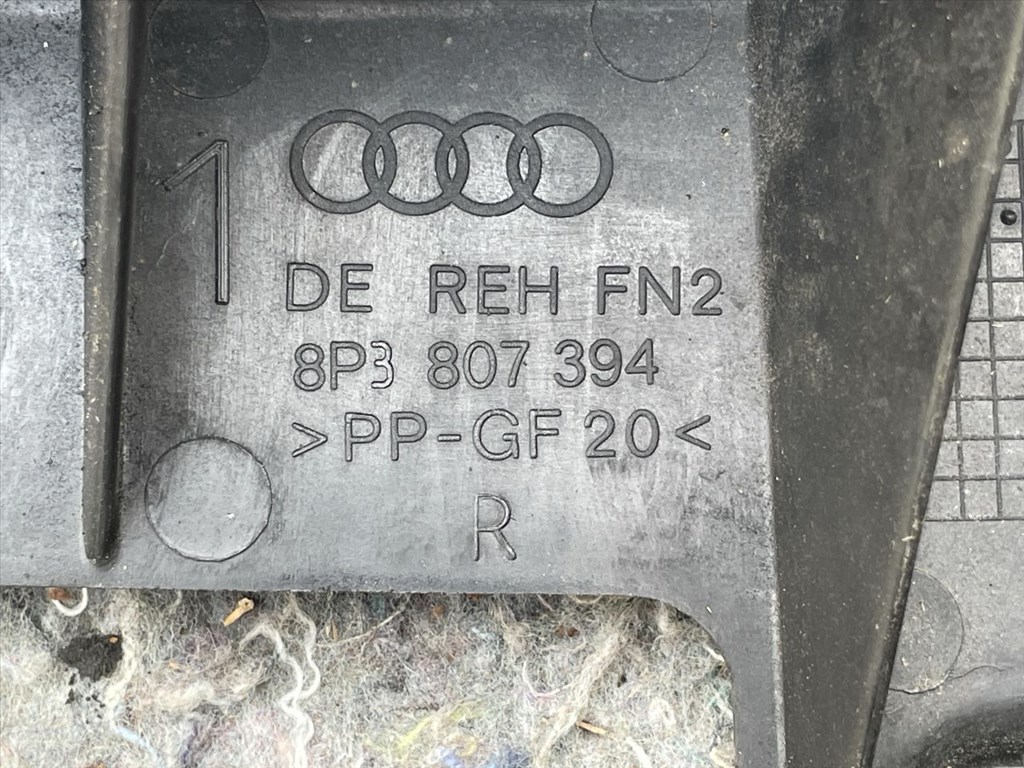 1
DE REH FN2
8P3 807 394
>PP-GF 20<
R